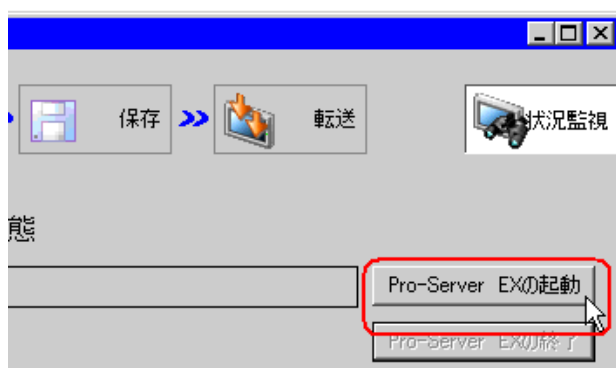 保存 >> 転送 状況監視
態
Pro-Server EXの起動
Pro-Server EXの終了